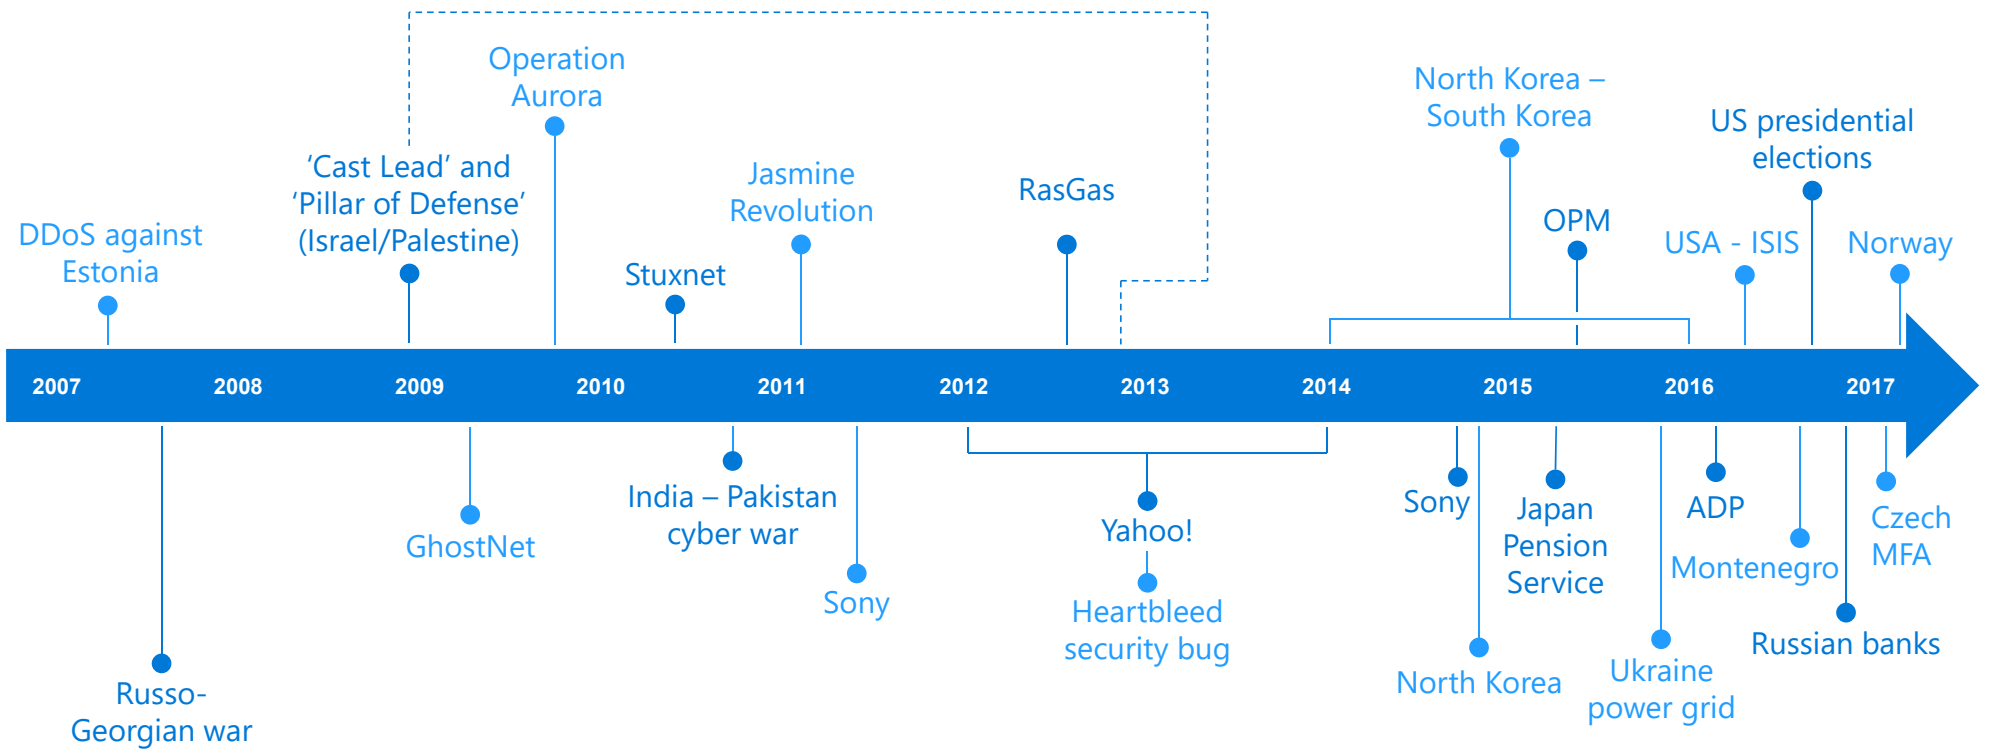 Operation
Aurora
North Korea –
South Korea
US presidential
elections
‘Cast Lead’ and
‘Pillar of Defense’
(Israel/Palestine)
Jasmine
Revolution
RasGas
DDoS against
Estonia
OPM
USA - ISIS
Norway
Stuxnet
2007
2008
2009
2010
2011
2012
2013
2014
2015
2016
2017
India – Pakistan
cyber war
Sony
Japan
Pension
Service
ADP
Czech
MFA
Yahoo!
GhostNet
Montenegro
Sony
Heartbleed
security bug
Russian banks
North Korea
Ukraine
power grid
Russo-
Georgian war